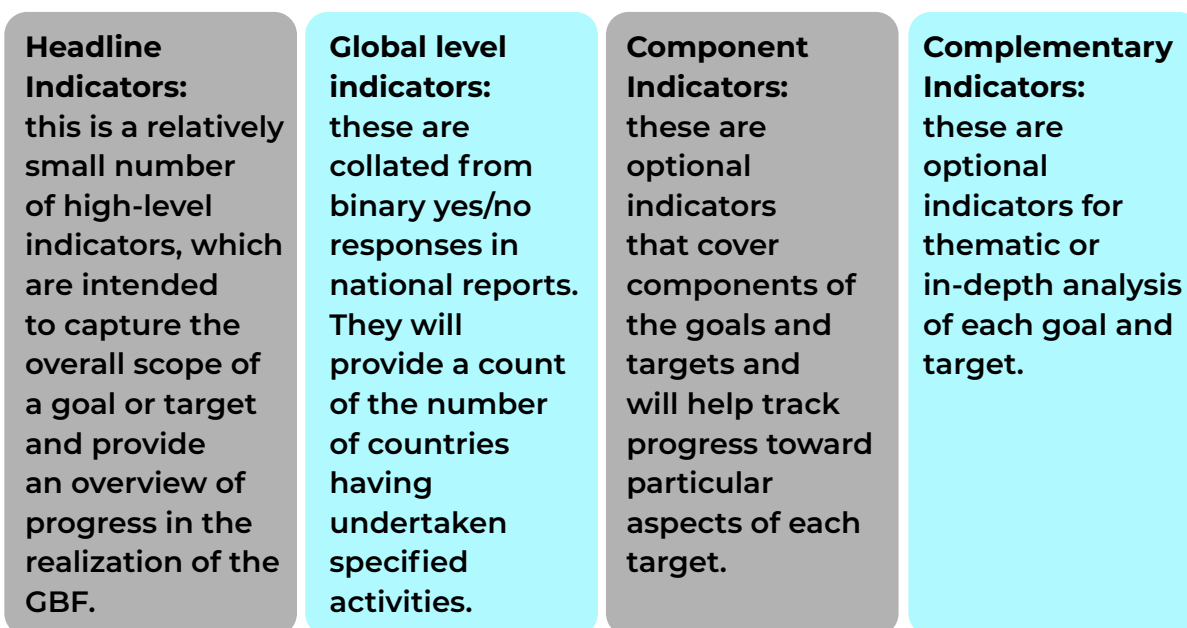 Headline
Indicators:
this is a relatively
small number
of high-level
indicators, which
are intended
to capture the
overall scope of
a goal or target
and provide
an overview of
progress in the
realization of the
GBF.
Global level
indicators:
these are
collated from
binary yes/no
responses in
national reports.
They will
provide a count
of the number
of countries
having
undertaken
specified
activities.
Component
Indicators:
these are
optional
indicators
that cover
components of
the goals and
targets and
will help track
progress toward
particular
aspects of each
target.
Complementary
Indicators:
these are
optional
indicators for
thematic or
in-depth analysis
of each goal and
target.